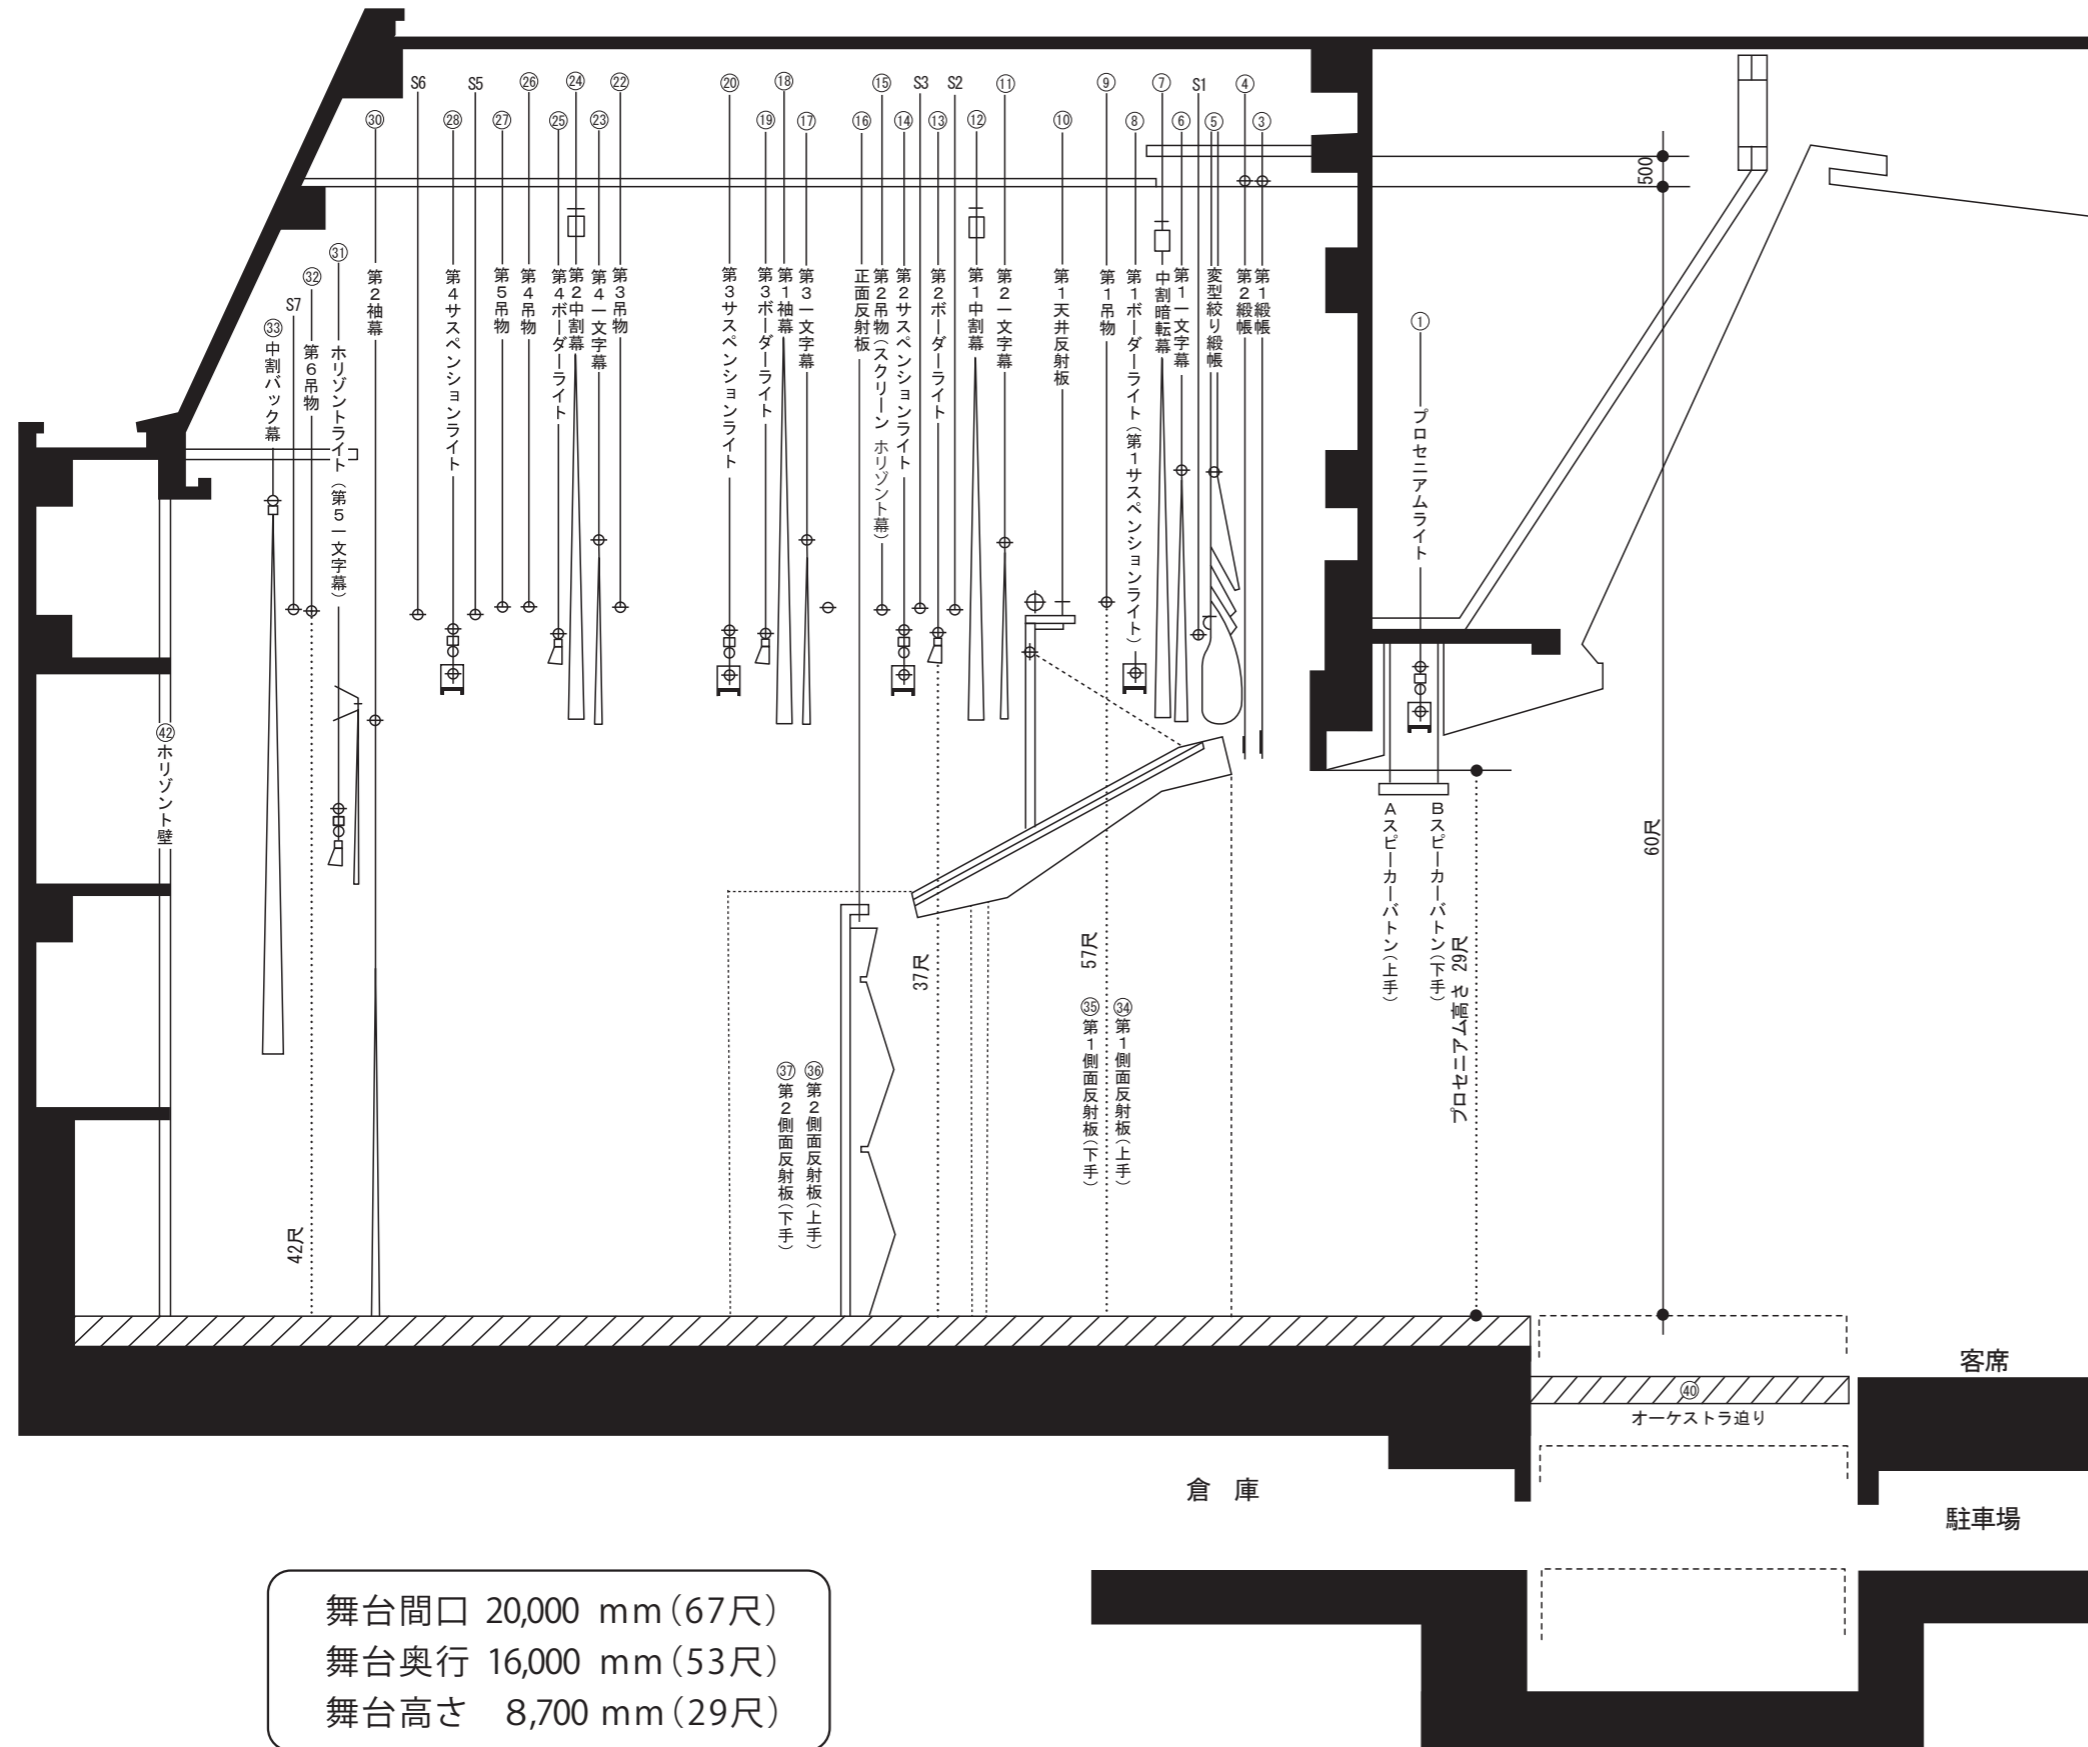 S6
S5
㉖
㉔
㉒
⑳
⑱
⑮
S3
S2
⑪
⑨
⑦
S1
④
㉚
㉘
㉗
㉕
㉓
⑲
⑰
⑯
⑭
⑬
⑫
⑩
⑧
⑥
⑤
③
500
第1緞帳
第2緞帳
変型絞り緞帳
第1一文字幕
中割暗転幕
第1ボーダーライト(第1サスペンションライト)
第1吊物
第1天井反射板
第2一文字幕
第1中割幕
第2ボーダーライト
第2サスペンションライト
第2吊物(スクリーン ホリゾント幕)
正面反射板
第3一文字幕
第1袖幕
第3ボーダーライト
第3サスペンションライト
第3吊物
第4一文字幕
第2中割幕
第4ボーダーライト
第4吊物
第5吊物
第4サスペンションライト
第2袖幕
㉛
ホリゾントライト(第5一文字幕)
㉜
第6吊物
S7
㉝
中割バック幕
①
プロセニアムライト
㊷
ホリゾント壁
Aスピーカーバトン(上手)
Bスピーカーバトン(下手)
60尺
プロセニアム高さ 29尺
57尺
37尺
㉞第1側面反射板(上手)
㉟第1側面反射板(下手)
㊱第2側面反射板(上手)
㊲第2側面反射板(下手)
42尺
客席
㊵
オーケストラ迫り
倉 庫
駐車場
舞台間口 20,000 mm(67尺)
舞台奥行 16,000 mm(53尺)
舞台高さ 8,700 mm(29尺)